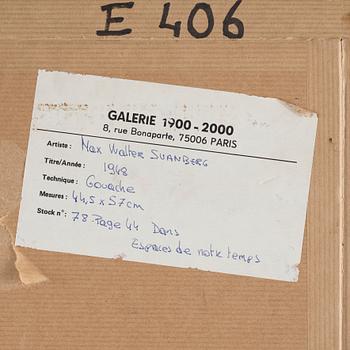 E 406
GALERIE 1900-2000
8, rue Bonaparte, 75006 PARIS
Artiste: Max Walter SVANBERG
Titre/Année: 1948
Technique: Gouache
Mesures: 44,5 x 57cm
Stock n°: 78 Page 44 Dans
Espaces de notre temps